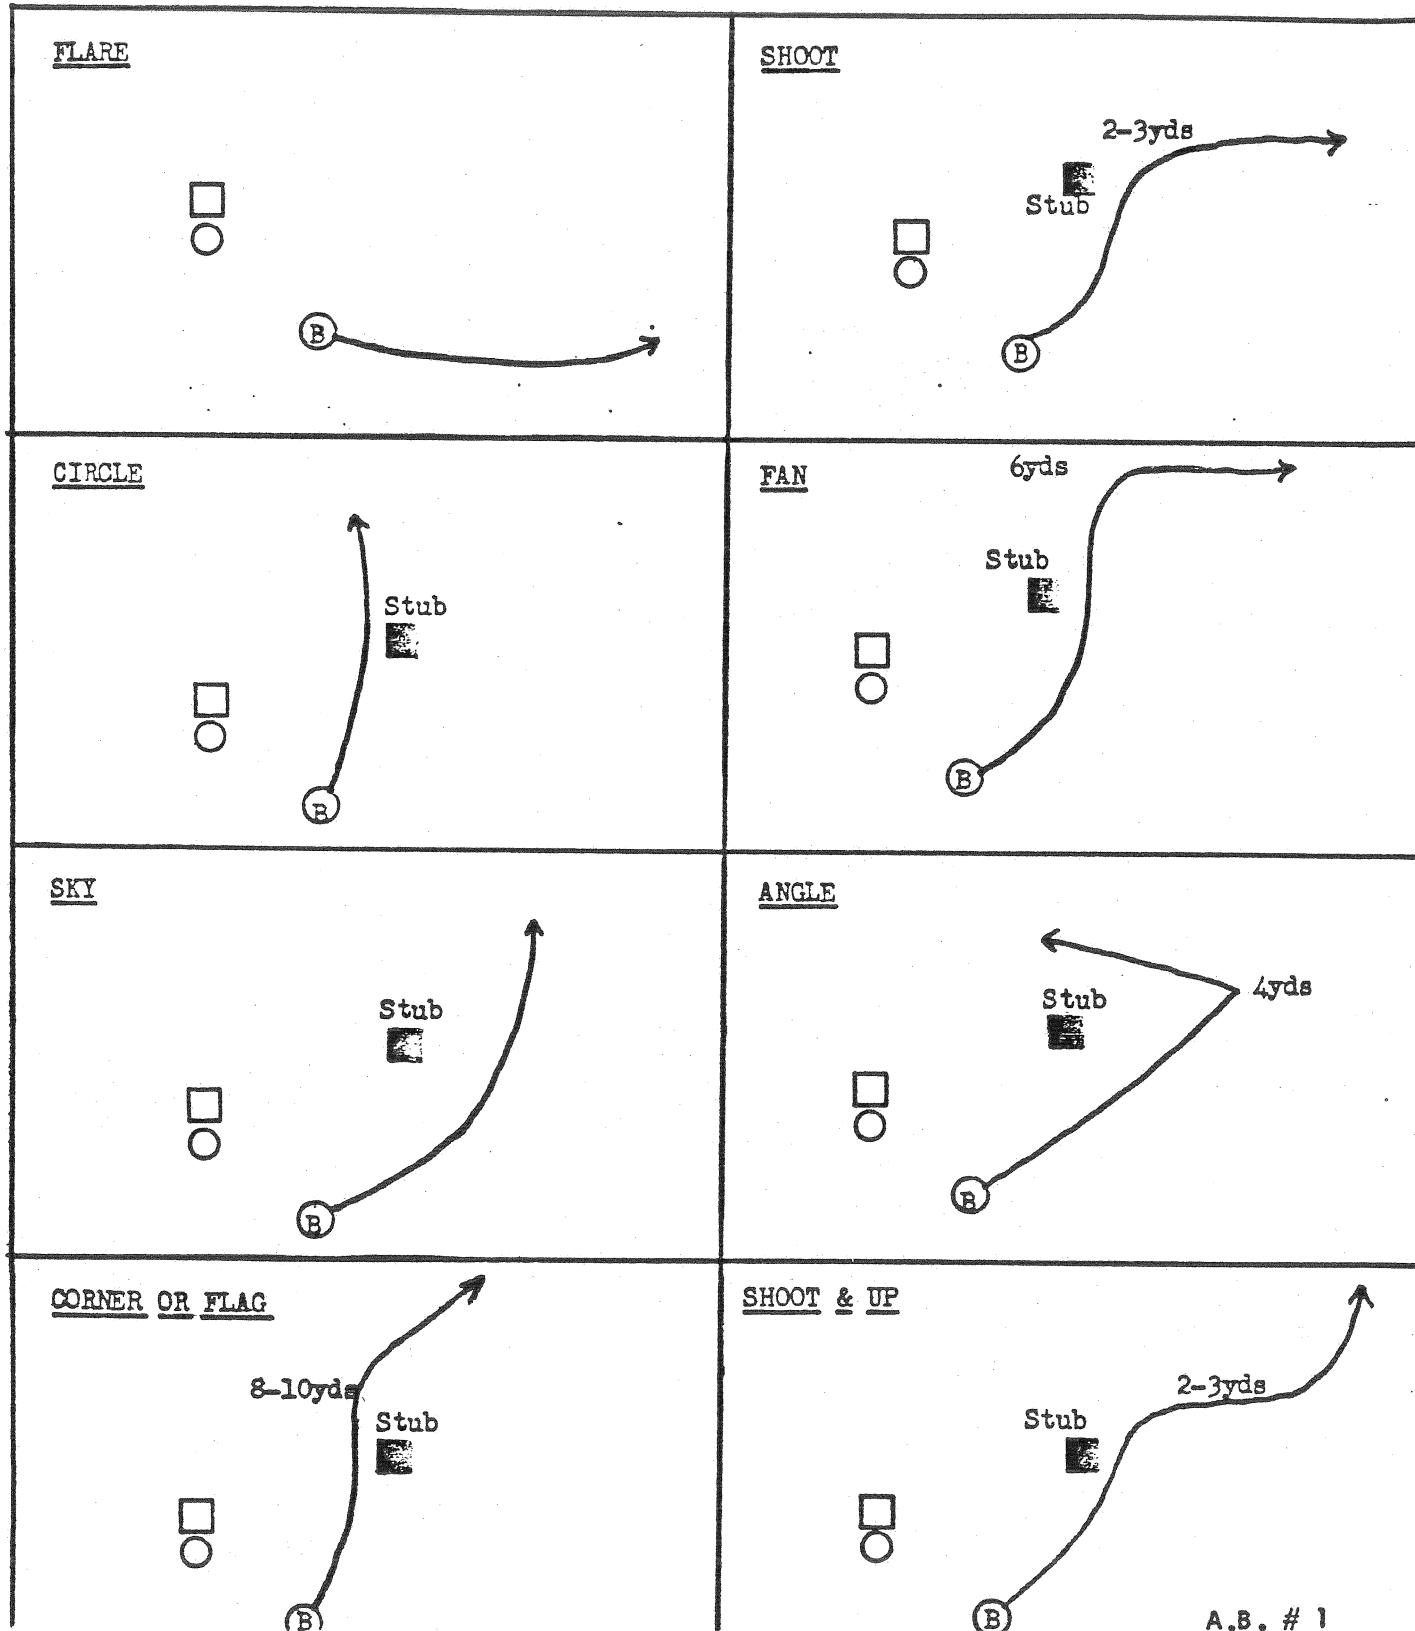 FLARE
B
SHOOT
2-3yds
Stub
B
CIRCLE
Stub
B
FAN
6yds
Stub
B
SKY
Stub
B
ANGLE
4yds
Stub
B
CORNER OR FLAG
8-10yds
Stub
B
SHOOT & UP
2-3yds
Stub
B
A.B. # 1